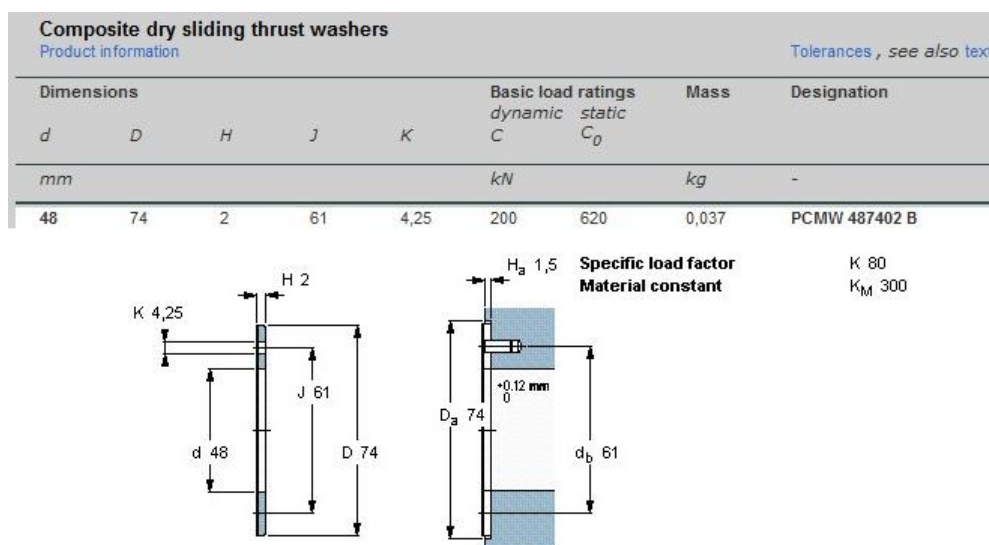 Composite dry sliding thrust washers
Product information
Tolerances , see also text
Dimensions Basic load ratings Mass Designation
dynamic static
d D H J K C C0
mm kN kg -
48 74 2 61 4,25 200 620 0,037 PCMW 487402 B
Ha 1,5 Specific load factor K 80
H 2 Material constant KM 300
K 4,25
+0.12 mm
0
J 61
Da 74
d 48 D 74 db 61